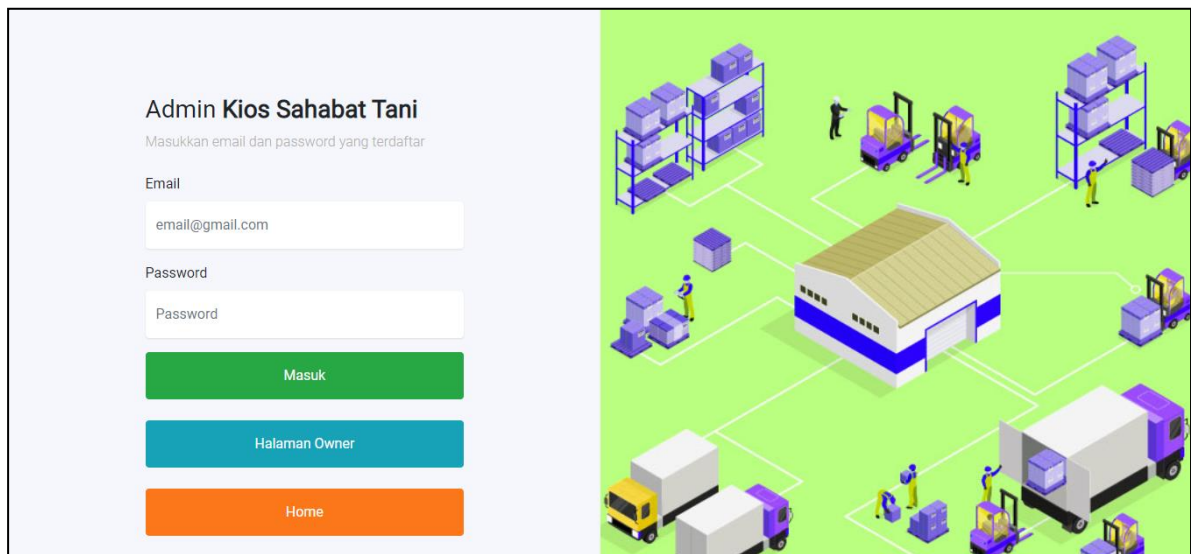 Admin Kios Sahabat Tani
Masukkan email dan password yang terdaftar
Email
email@gmail.com
Password
Password
Masuk
Halaman Owner
Home